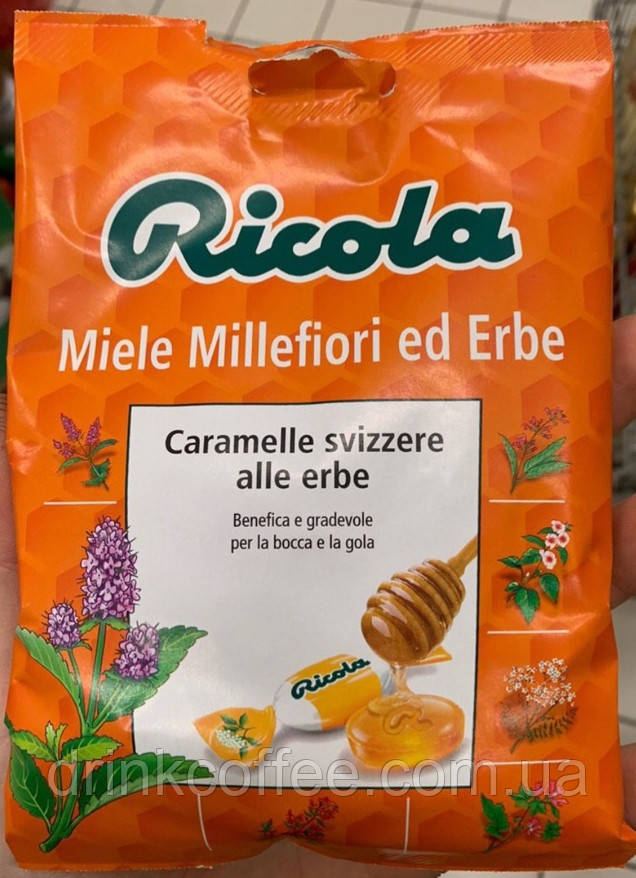 Ricola
Miele Millefiori ed Erbe
Caramelle svizzere
alle erbe
Benefica e gradevole
per la bocca e la gola
Ricola
drinkcoffee.com.ua